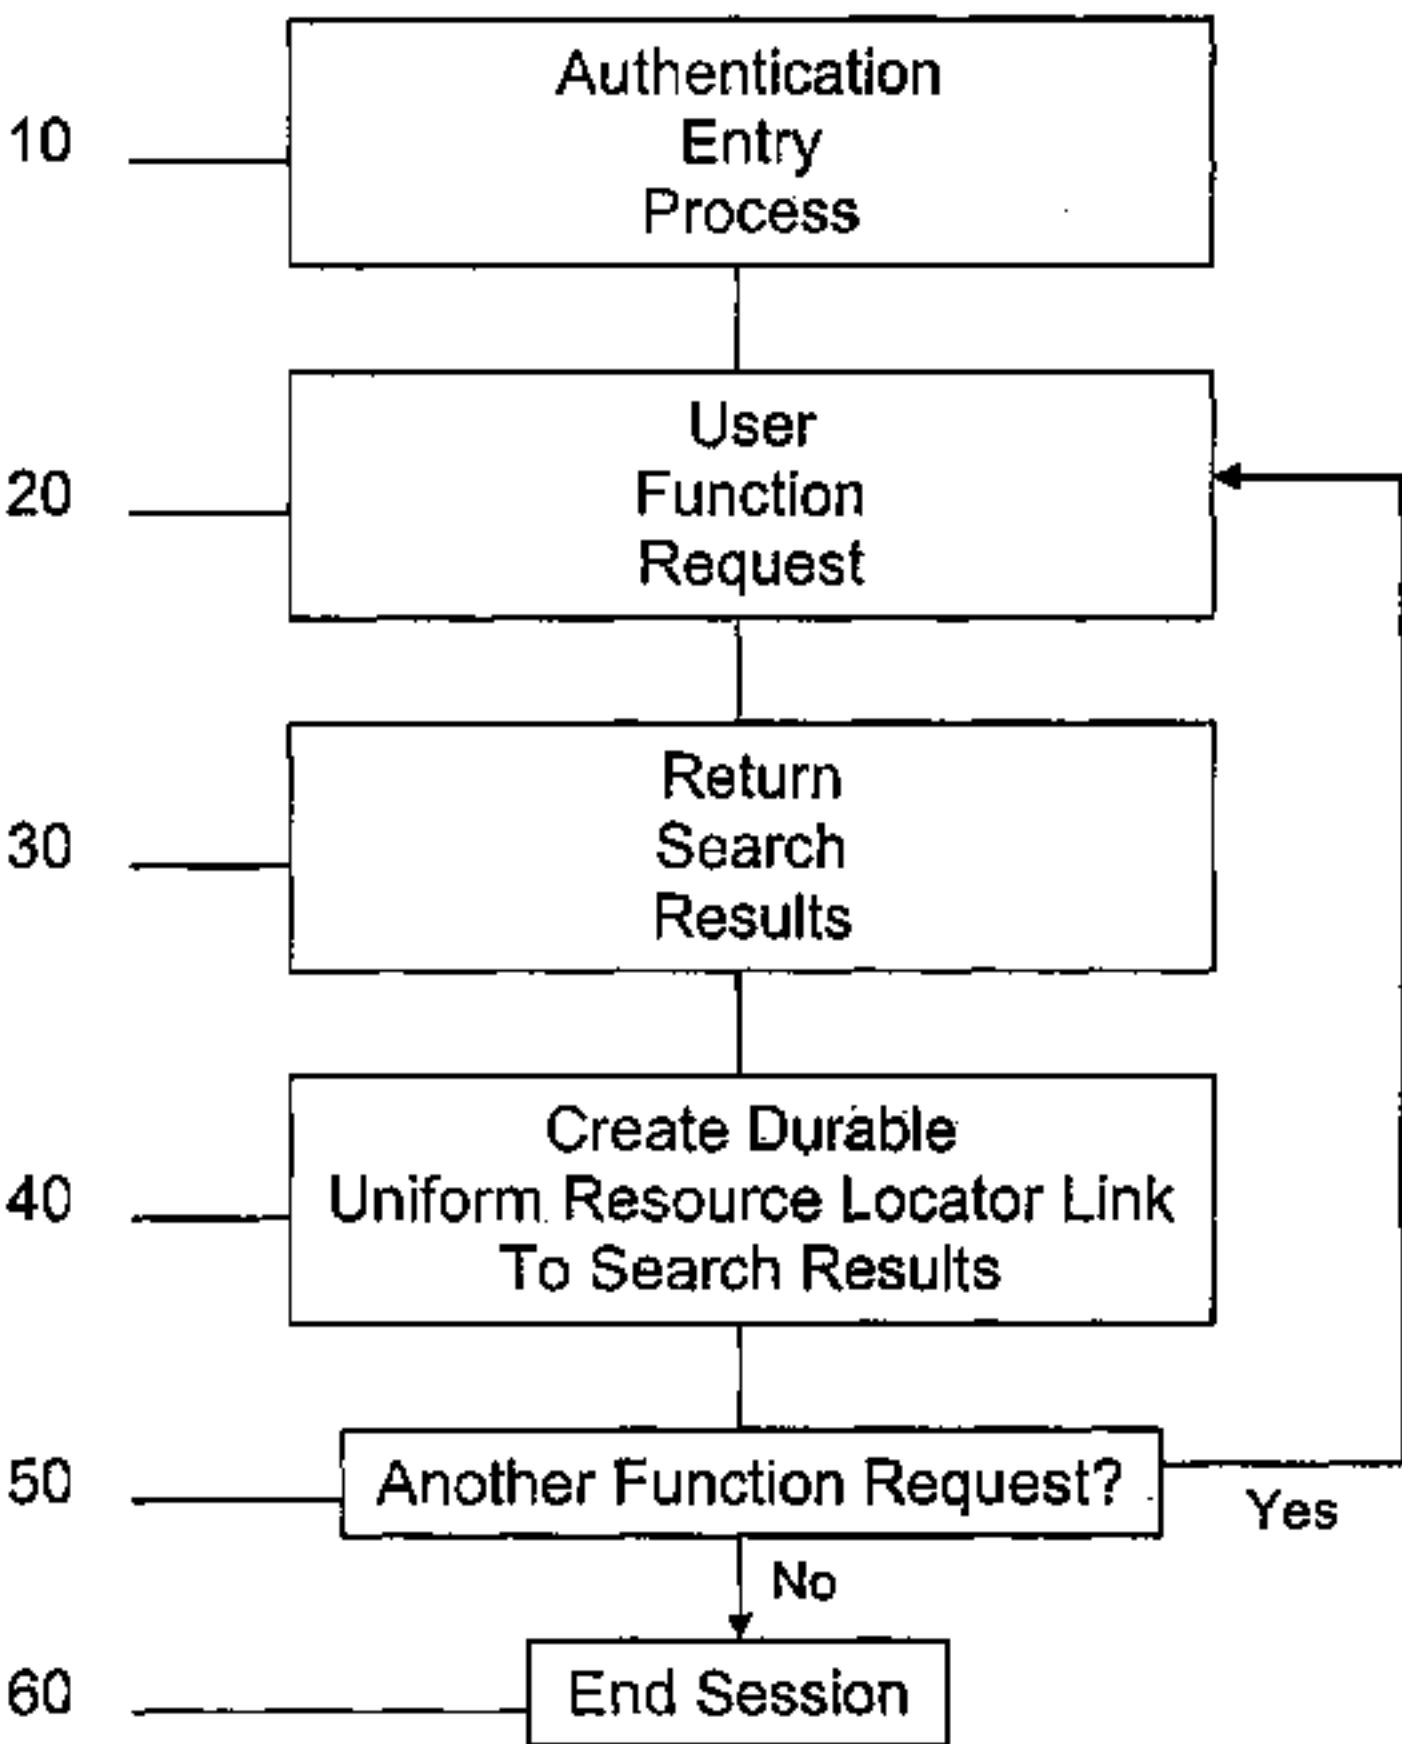 Authentication
10
Entry
Process
User
20
Function
Request
Return
30
Search
Results
Create Durable
40
Uniform Resource Locator Link
To Search Results
50
Another Function Request?
Yes
No
60
End Session